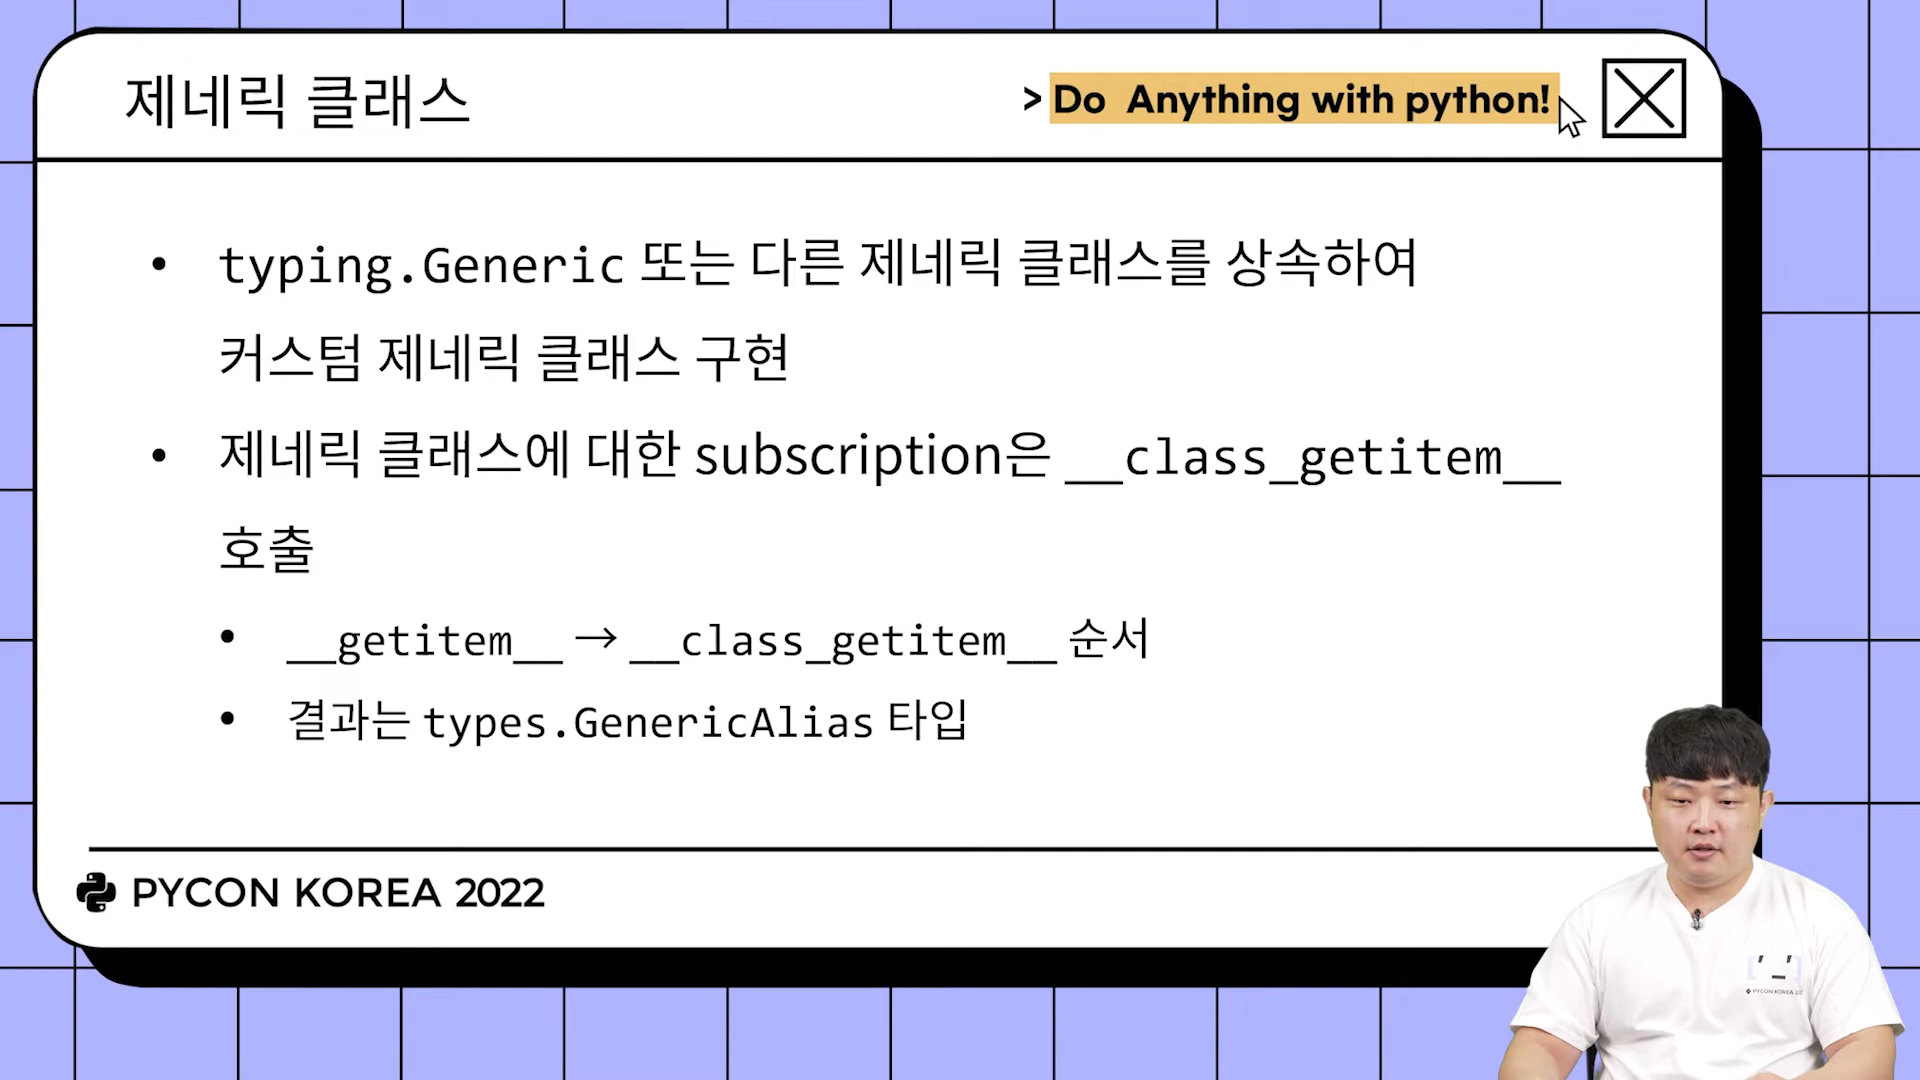 제네릭 클래스
> Do Anything with python!
• typing.Generic 또는 다른 제네릭 클래스를 상속하여
커스텀 제네릭 클래스 구현
• 제네릭 클래스에 대한 subscription은 __class_getitem__
호출
• __getitem__ → __class_getitem__ 순서
• 결과는 types.GenericAlias 타입
PYCON KOREA 2022